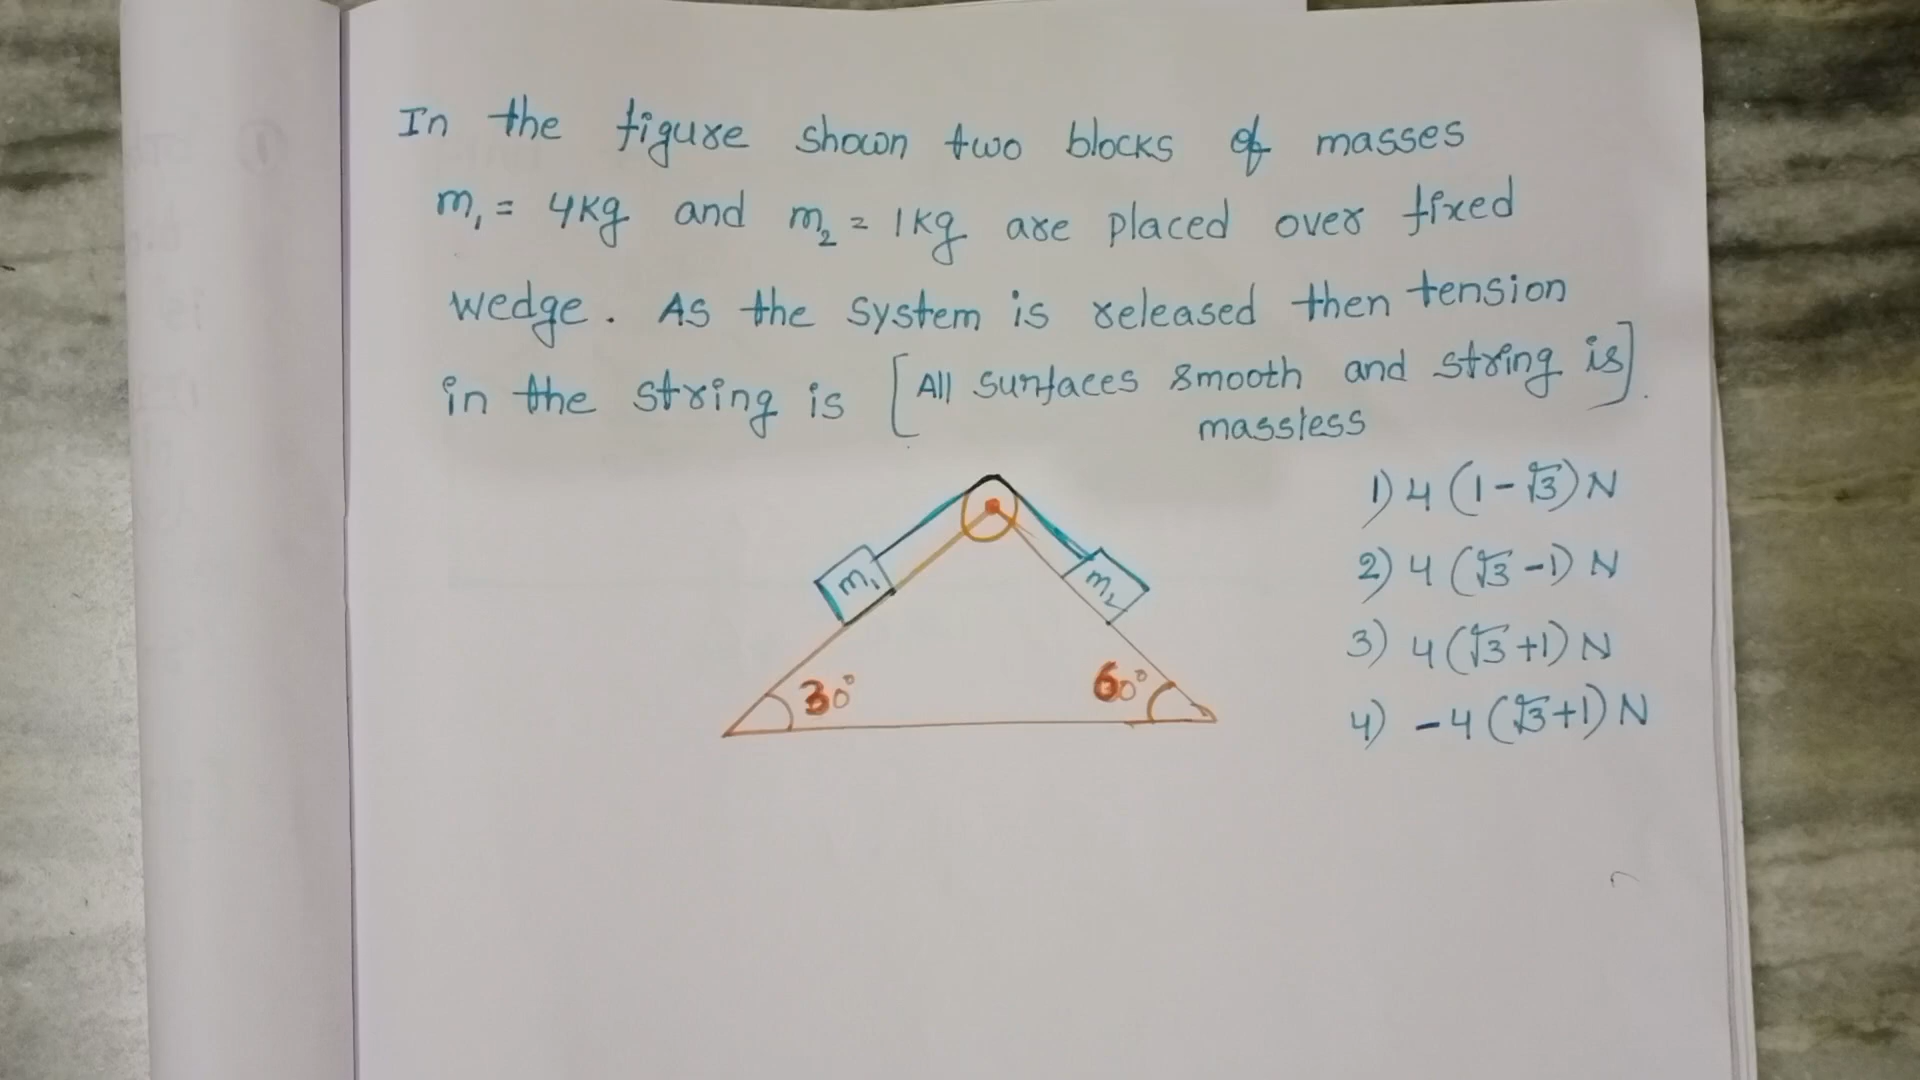 In the figure shown two blocks of masses
m₁ = 4kg and m₂ = 1kg are placed over fixed
wedge. As the system is released then tension
in the string is [All surfaces smooth and string is].
massless
1) 4 (1-√3) N
2) 4 (√3-1) N
3) 4 (√3+1) N
4) -4 (√3+1) N
m₁
m₂
30°
60°